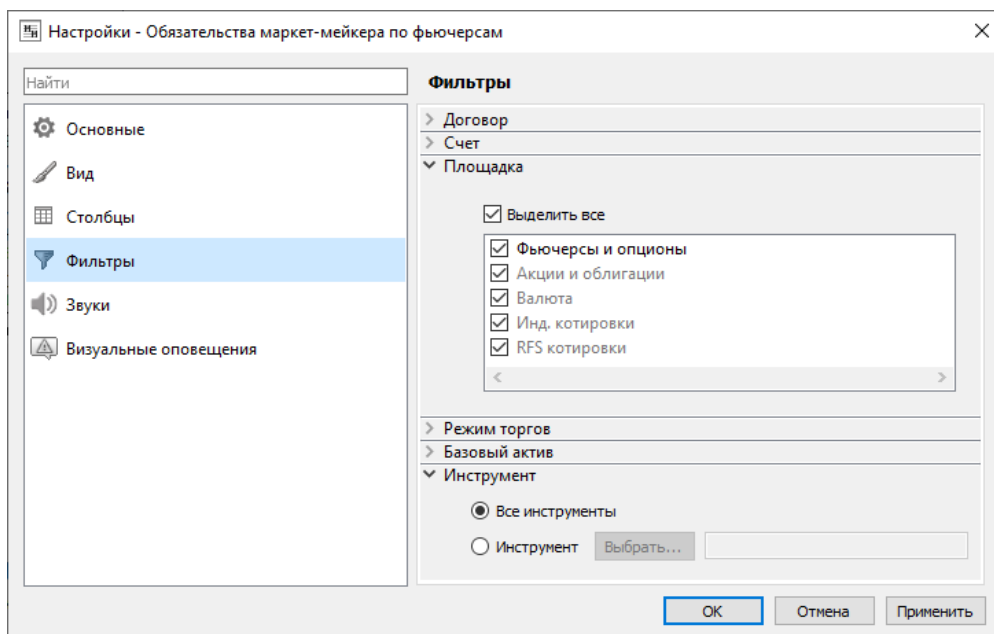 Настройки - Обязательства маркет-мейкера по фьючерсам
Найти
Основные
Вид
Столбцы
Фильтры
Звуки
Визуальные оповещения
Фильтры
Договор
Счет
Площадка
Выделить все
Фьючерсы и опционы
Акции и облигации
Валюта
Инд. котировки
RFS котировки
Режим торгов
Базовый актив
Инструмент
Все инструменты
Инструмент Выбрать...
OK Отмена Применить